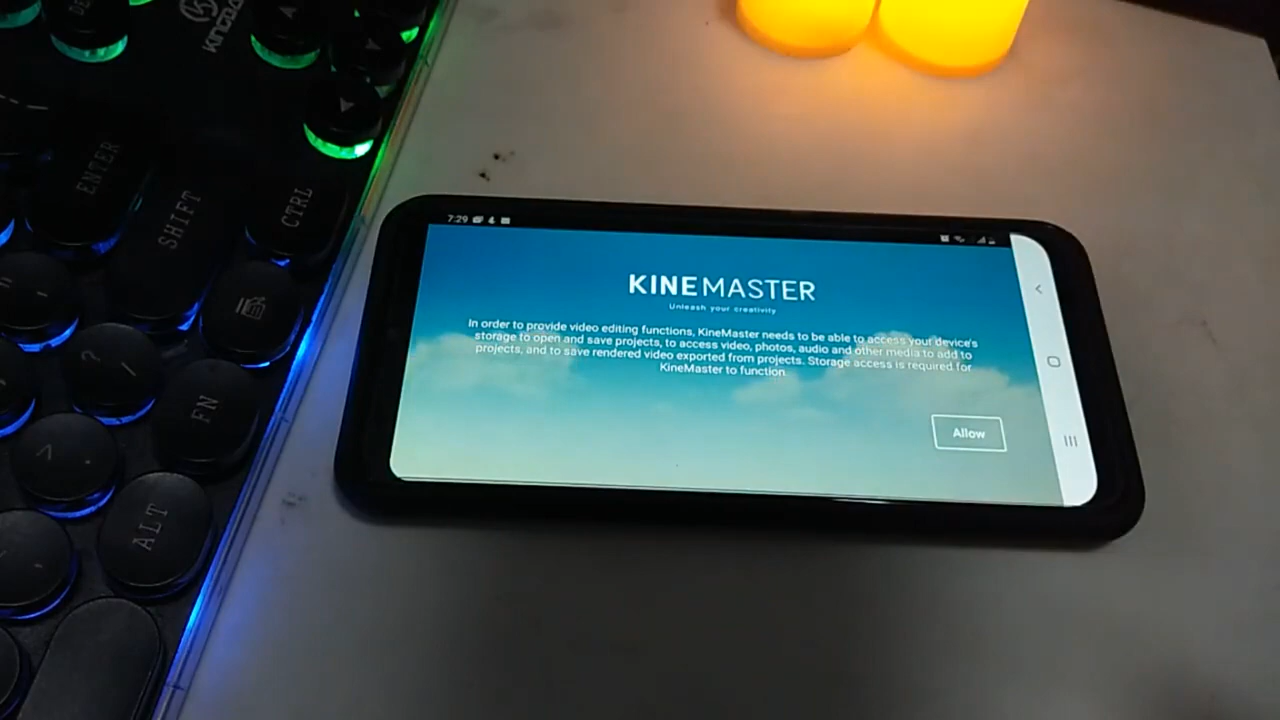 ENTER
SHIFT
CTRL
FN
ALT
7:29
KINEMASTER
Unleash your creativity
In order to provide video editing functions, KineMaster needs to be able to access your device's
storage to open and save projects, to access video, photos, audio and other media to add to
projects, and to save rendered video exported from projects. Storage access is required for
KineMaster to function
Allow